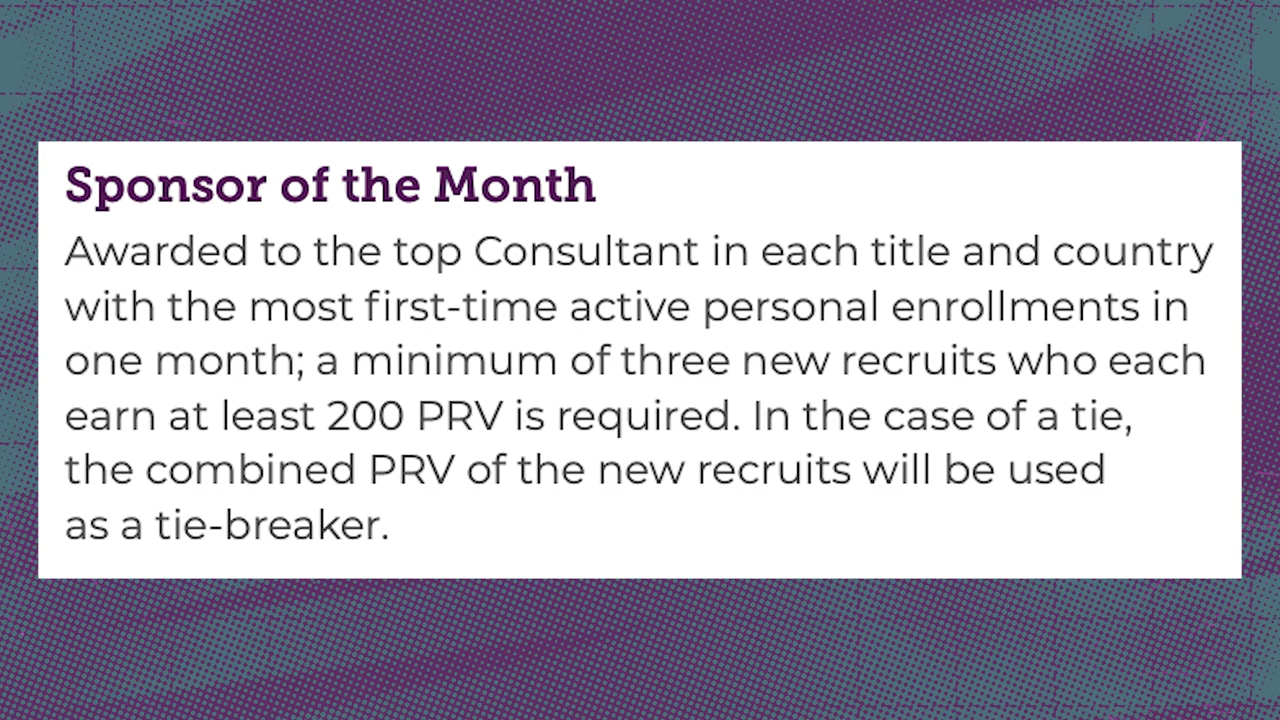 Sponsor of the Month
Awarded to the top Consultant in each title and country
with the most first-time active personal enrollments in
one month; a minimum of three new recruits who each
earn at least 200 PRV is required. In the case of a tie,
the combined PRV of the new recruits will be used
as a tie-breaker.